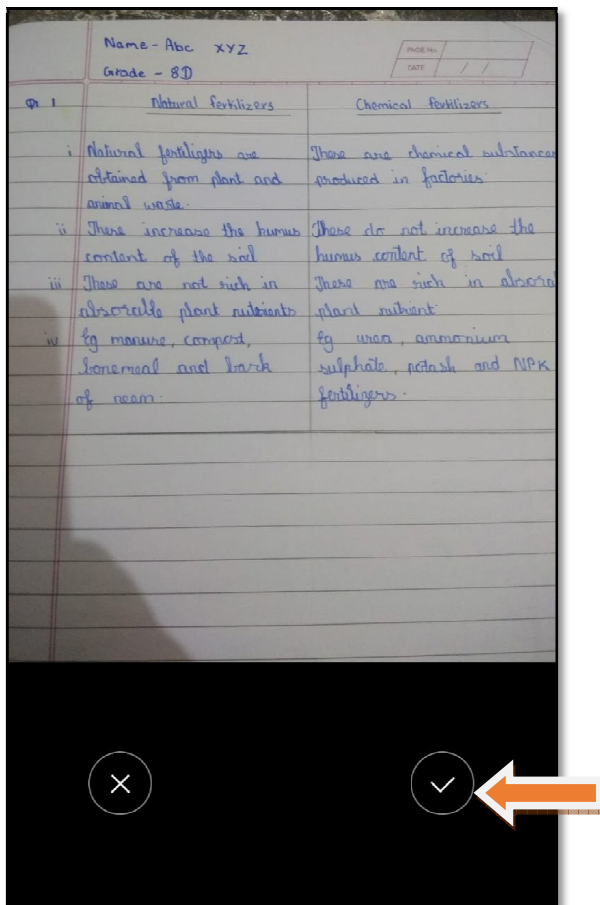 Name - Abc XYZ
PAGE No.
Grade - 8D
DATE / /
Q 1 Natural fertilizers Chemical fertilizers
i Natural fertilizers are These are chemical substances
obtained from plant and produced in factories.
animal waste.
ii These increase the humus These do not increase the
content of the soil humus content of soil
iii These are not rich in These are rich in absora
absorable plant nutrients plant nutrient
iv Eg manure, compost, Eg urea, ammonium
bonemeal and bark sulphate, potash and NPK
of neem. fertilizers.